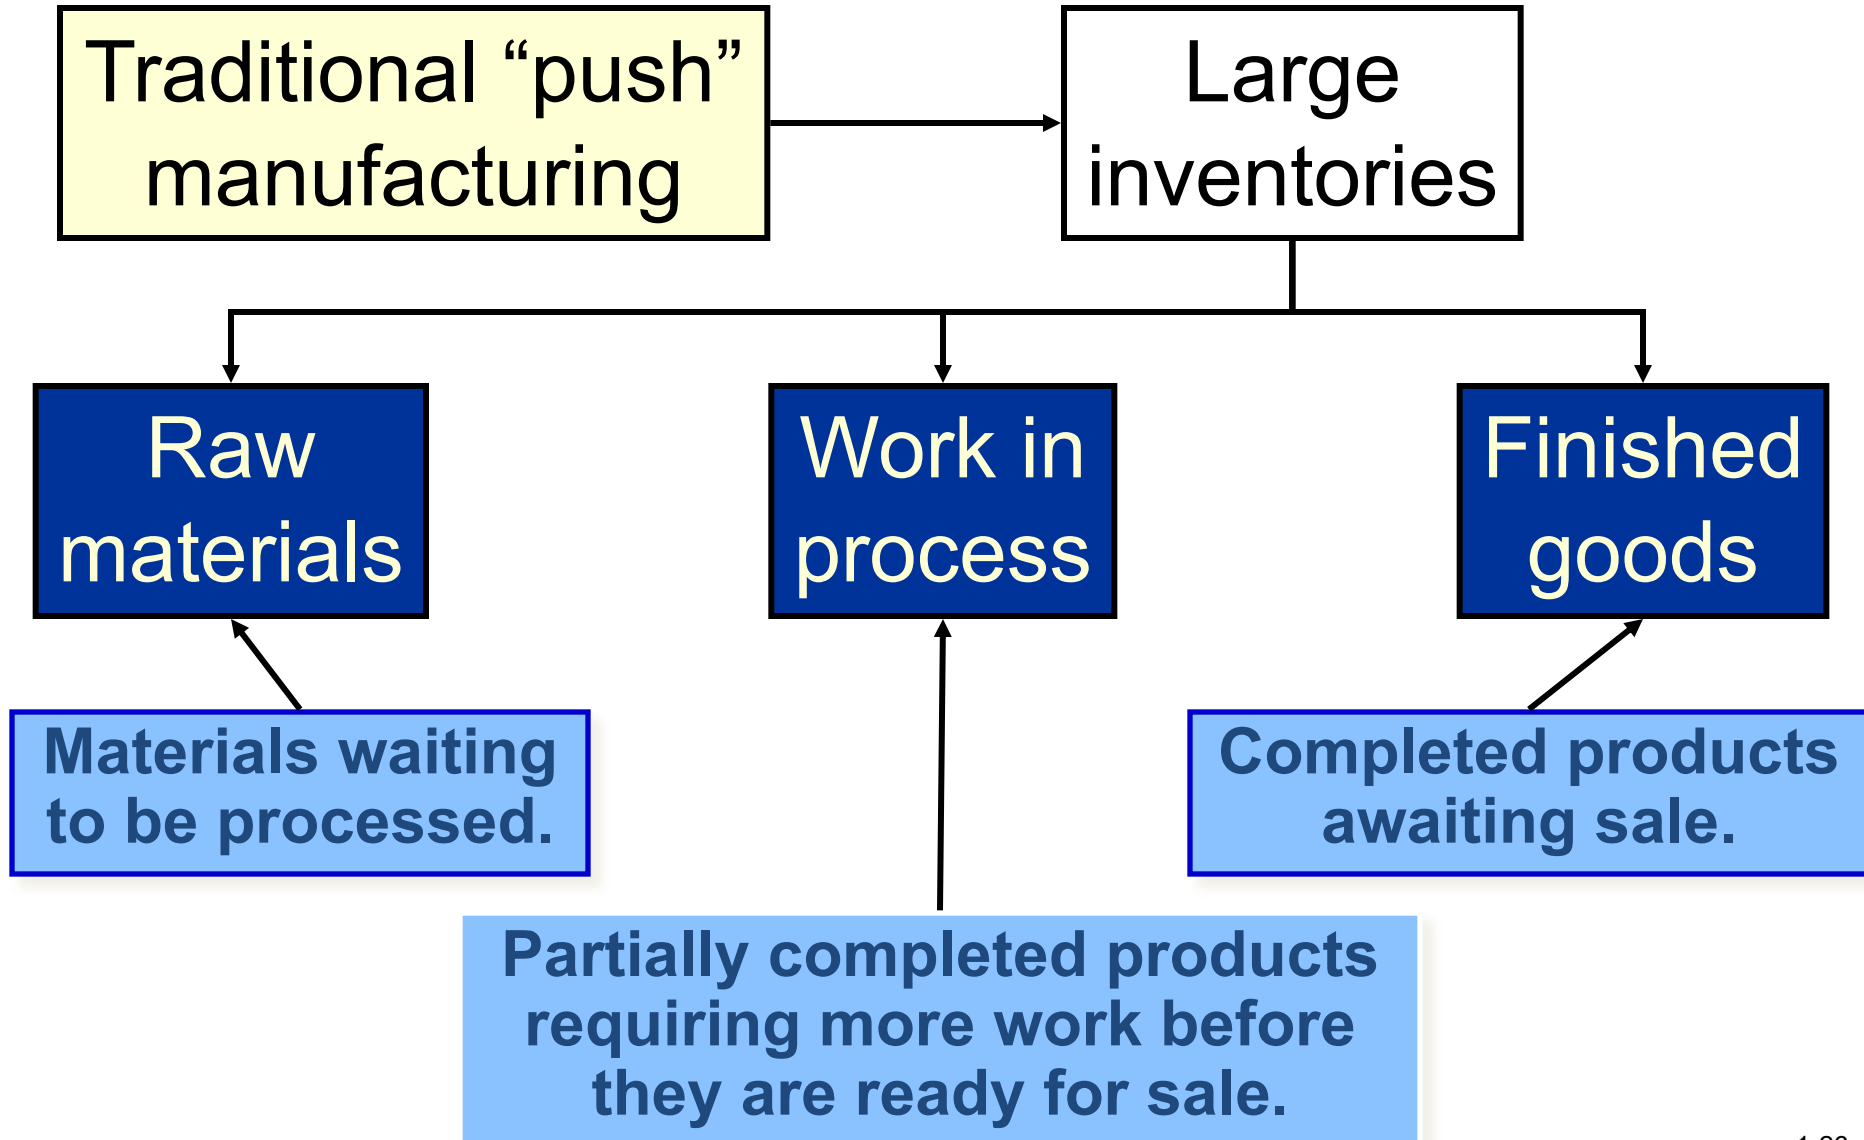 Traditional “push”
manufacturing
Large
inventories
Raw
materials
Work in
process
Finished
goods
Materials waiting
to be processed.
Completed products
awaiting sale.
Partially completed products
requiring more work before
they are ready for sale.